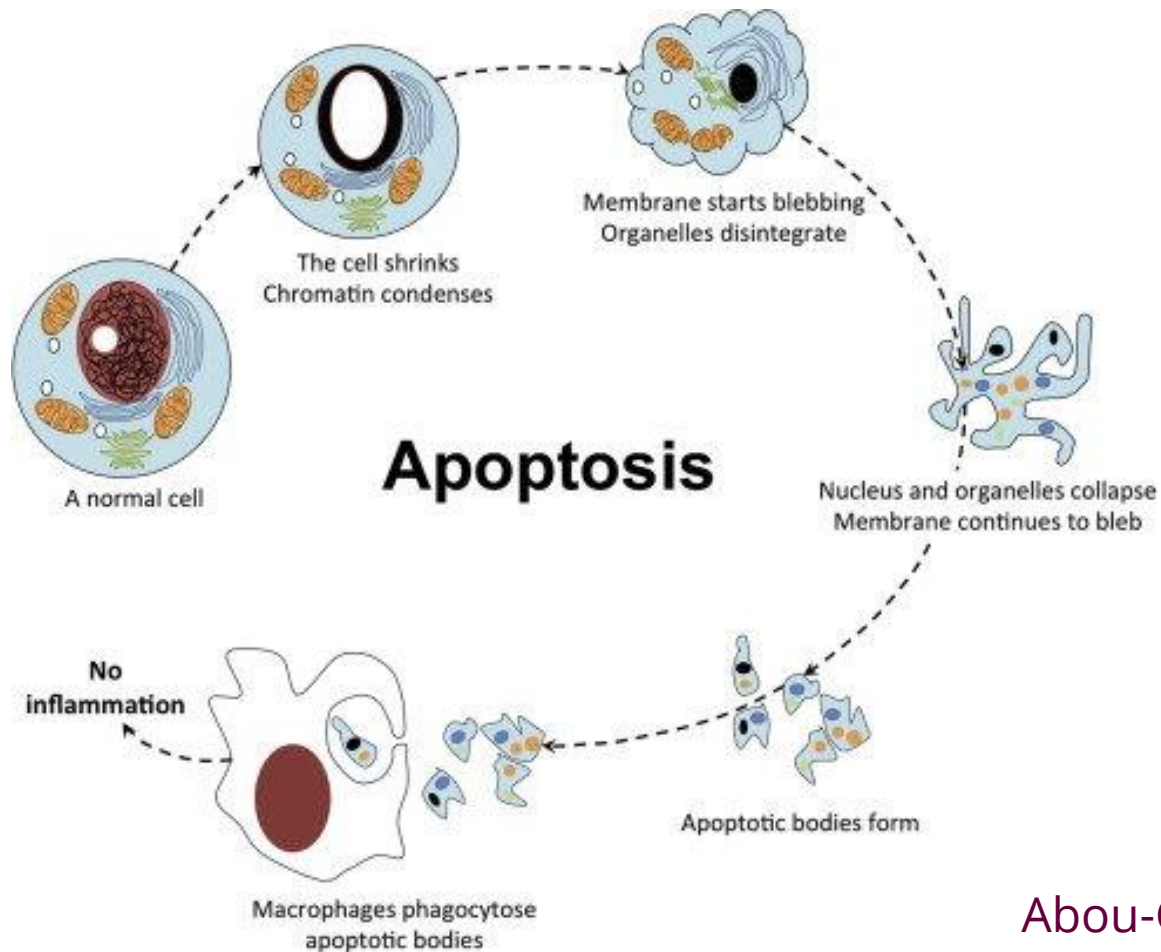 A normal cell
The cell shrinks
Chromatin condenses
Membrane starts blebbing
Organelles disintegrate
Nucleus and organelles collapse
Membrane continues to bleb
Apoptosis
Apoptotic bodies form
Macrophages phagocytose
apoptotic bodies
No
inflammation
Abou-